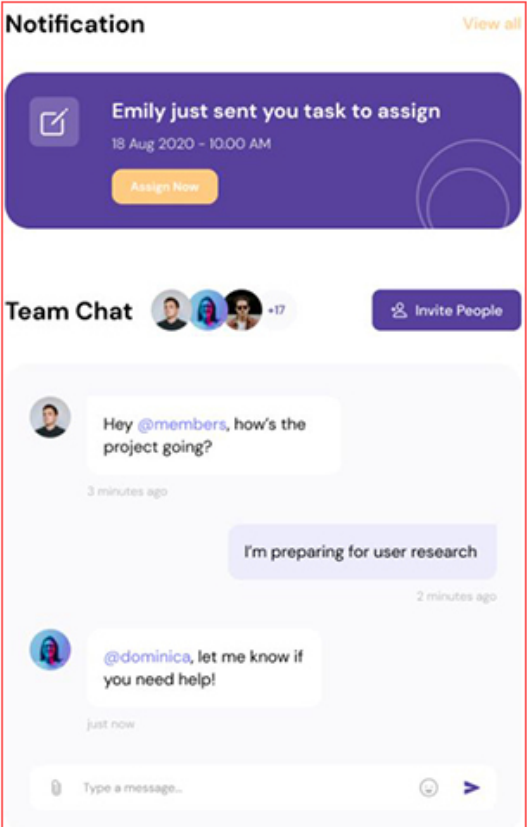 Notification
View all
Emily just sent you task to assign
18 Aug 2020 - 10.00 AM
Assign Now
Team Chat
+17
Invite People
Hey @members, how's the
project going?
3 minutes ago
I'm preparing for user research
2 minutes ago
@dominica, let me know if
you need help!
just now
Type a message...